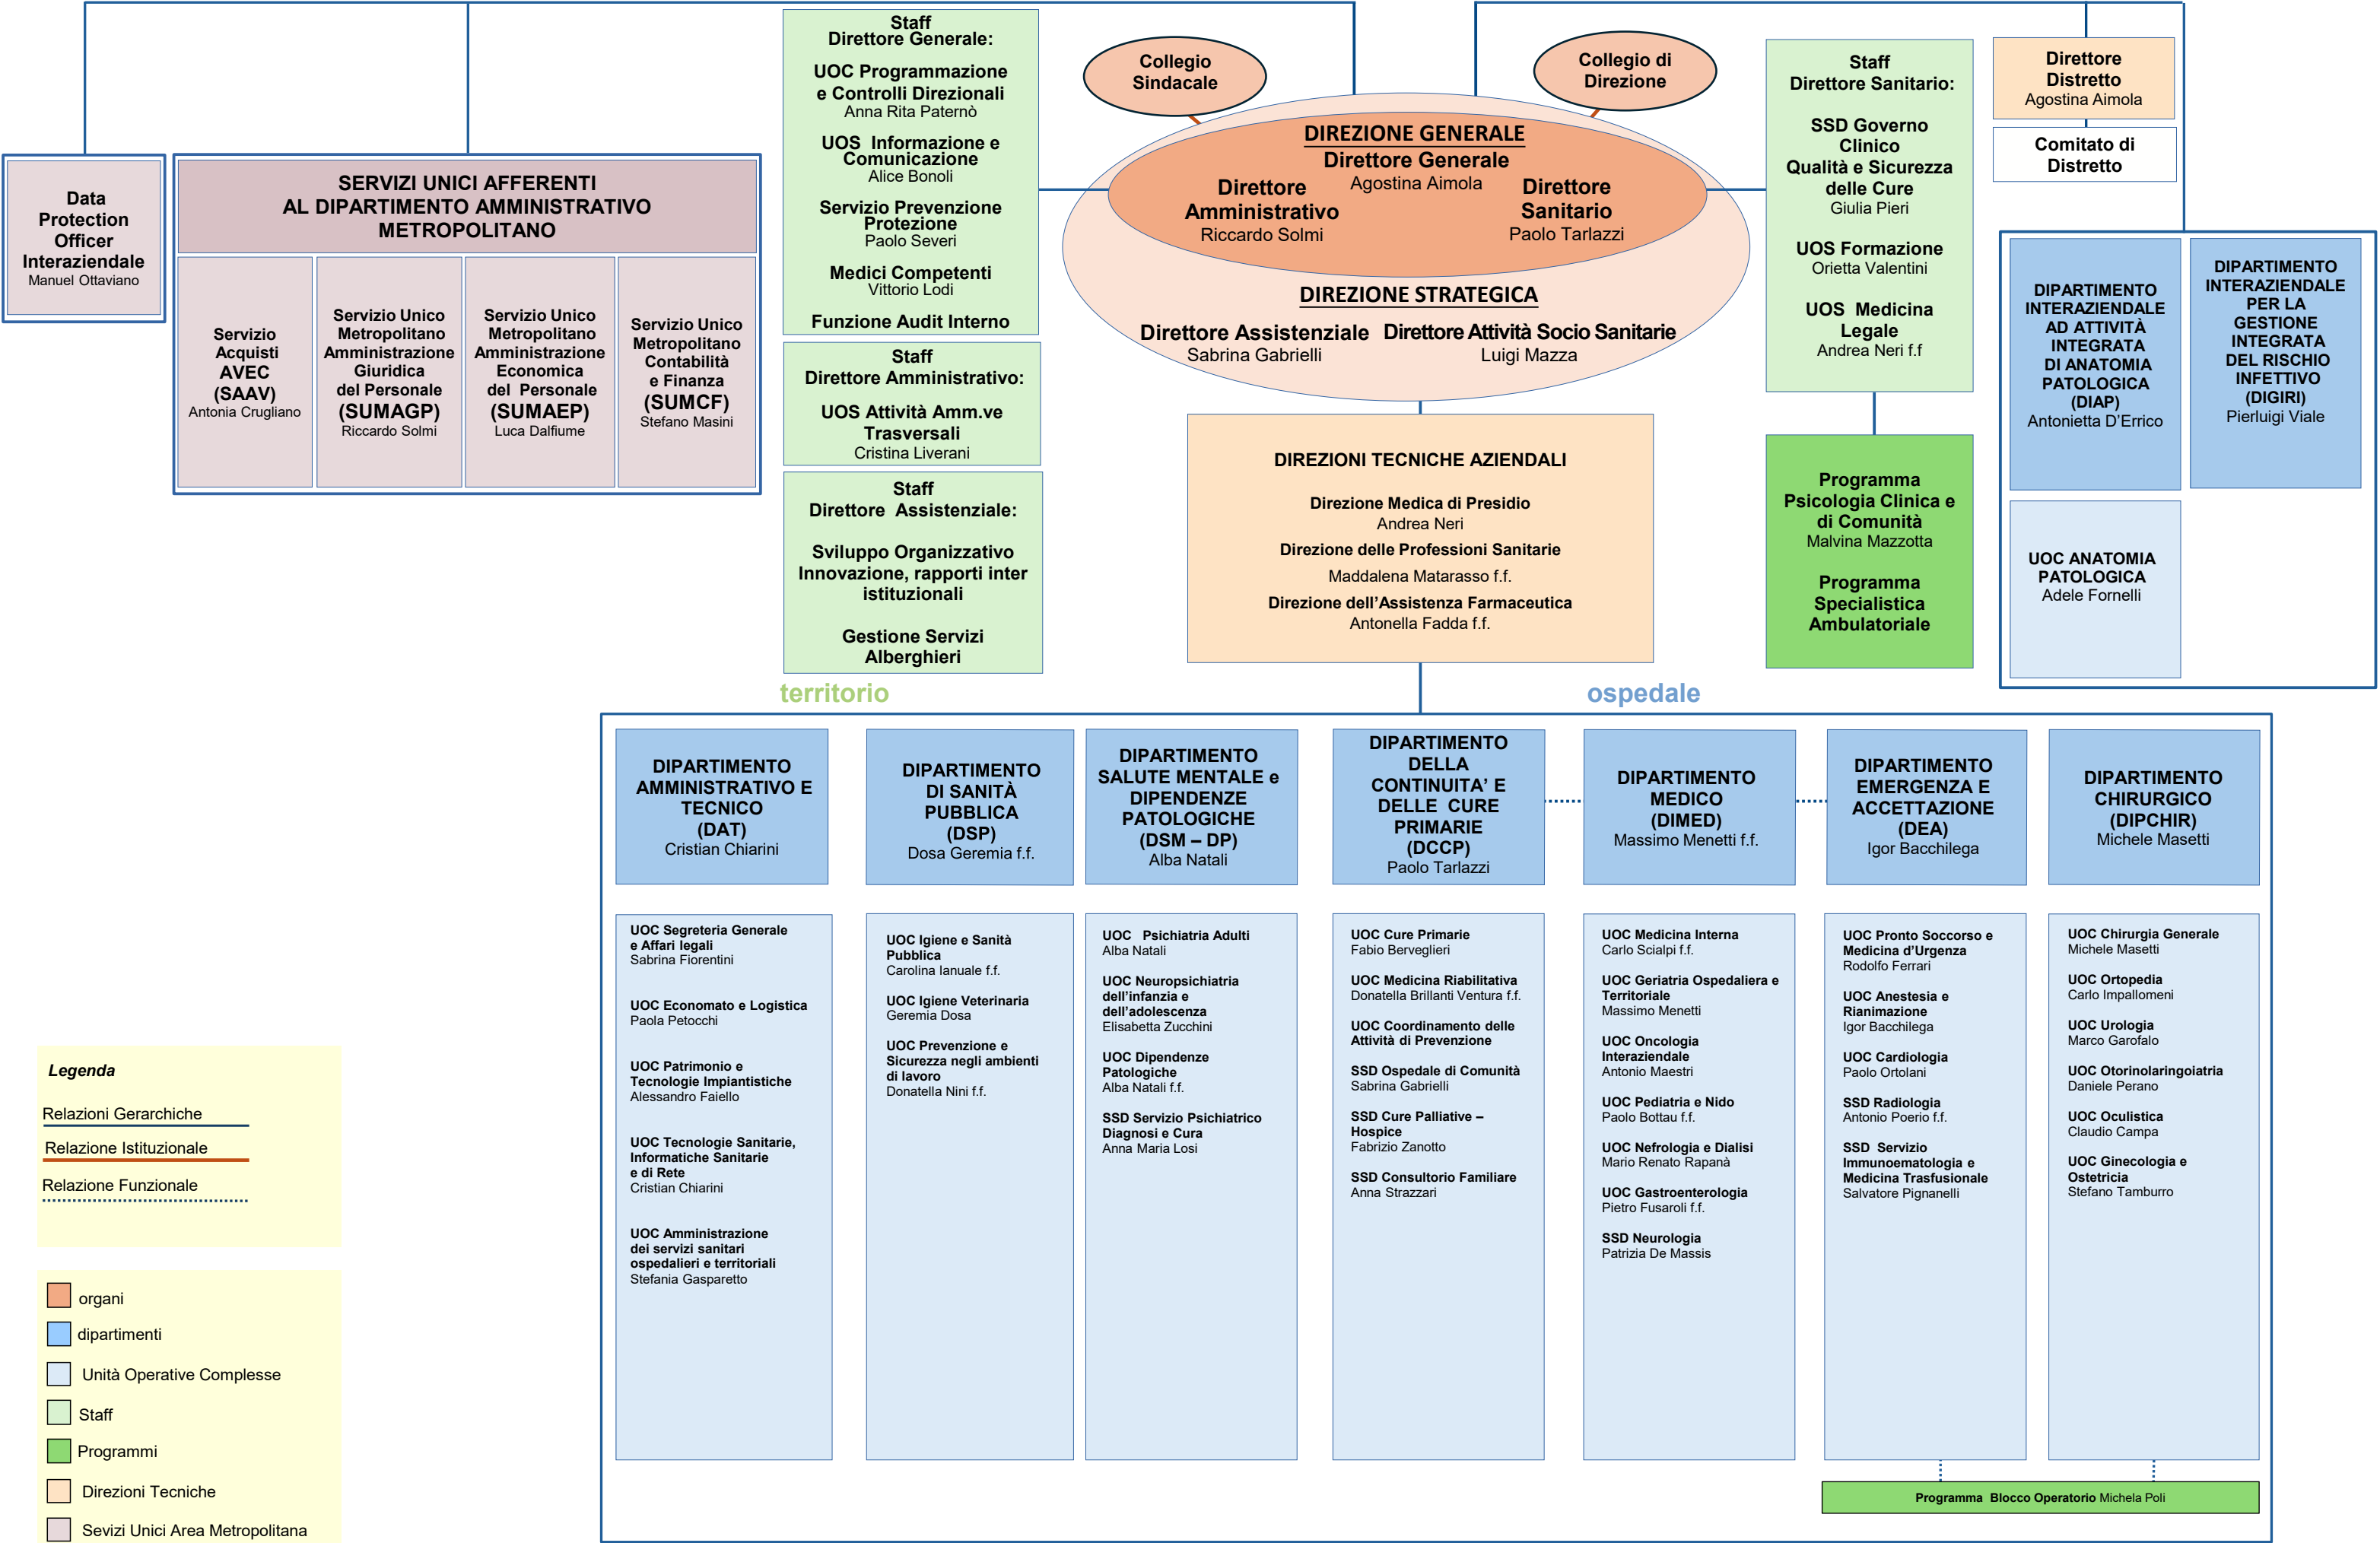 Staff
Direttore Generale:
UOC Programmazione
e Controlli Direzionali
Anna Rita Paternò
UOS  Informazione e
Comunicazione
Alice Bonoli
Servizio Prevenzione
Protezione
Paolo Severi
Medici Competenti
Vittorio Lodi
Funzione Audit Interno
Collegio
Sindacale
Collegio di
Direzione
DIREZIONE GENERALE
Direttore Generale
Agostina Aimola
Direttore
Amministrativo
Riccardo Solmi
Direttore
Sanitario
Paolo Tarlazzi
DIREZIONE STRATEGICA
Direttore Assistenziale
Sabrina Gabrielli
Direttore Attività Socio Sanitarie
Luigi Mazza
Staff
Direttore Sanitario:
SSD Governo
Clinico
Qualità e Sicurezza
delle Cure
Giulia Pieri
UOS Formazione
Orietta Valentini
UOS  Medicina
Legale
Andrea Neri f.f
Direttore
Distretto
Agostina Aimola
Comitato di
Distretto
Data
Protection
Officer
Interaziendale
Manuel Ottaviano
SERVIZI UNICI AFFERENTI
AL DIPARTIMENTO AMMINISTRATIVO
METROPOLITANO
Servizio
Acquisti
AVEC
(SAAV)
Antonia Crugliano
Servizio Unico
Metropolitano
Amministrazione
Giuridica
del Personale
(SUMAGP)
Riccardo Solmi
Servizio Unico
Metropolitano
Amministrazione
Economica
del  Personale
(SUMAEP)
Luca Dalfiume
Servizio Unico
Metropolitano
Contabilità
e Finanza
(SUMCF)
Stefano Masini
Staff
Direttore Amministrativo:
UOS Attività Amm.ve
Trasversali
Cristina Liverani
Staff
Direttore  Assistenziale:
Sviluppo Organizzativo
Innovazione, rapporti inter
istituzionali
Gestione Servizi
Alberghieri
DIREZIONI TECNICHE AZIENDALI
Direzione Medica di Presidio
Andrea Neri
Direzione delle Professioni Sanitarie
Maddalena Matarasso f.f.
Direzione dell’Assistenza Farmaceutica
Antonella Fadda f.f.
Programma
Psicologia Clinica e
di Comunità
Malvina Mazzotta
Programma
Specialistica
Ambulatoriale
DIPARTIMENTO
INTERAZIENDALE
AD ATTIVITÀ
INTEGRATA
DI ANATOMIA
PATOLOGICA
(DIAP)
Antonietta D’Errico
DIPARTIMENTO
INTERAZIENDALE
PER LA
GESTIONE
INTEGRATA
DEL RISCHIO
INFETTIVO
(DIGIRI)
Pierluigi Viale
UOC ANATOMIA
PATOLOGICA
Adele Fornelli
territorio
ospedale
DIPARTIMENTO
AMMINISTRATIVO E
TECNICO
(DAT)
Cristian Chiarini
DIPARTIMENTO
DI SANITÀ
PUBBLICA
(DSP)
Dosa Geremia f.f.
DIPARTIMENTO
SALUTE MENTALE e
DIPENDENZE
PATOLOGICHE
(DSM – DP)
Alba Natali
DIPARTIMENTO
DELLA
CONTINUITA’ E
DELLE  CURE
PRIMARIE
(DCCP)
Paolo Tarlazzi
DIPARTIMENTO
MEDICO
(DIMED)
Massimo Menetti f.f.
DIPARTIMENTO
EMERGENZA E
ACCETTAZIONE
(DEA)
Igor Bacchilega
DIPARTIMENTO
CHIRURGICO
(DIPCHIR)
Michele Masetti
UOC Segreteria Generale
e Affari legali
Sabrina Fiorentini
UOC Economato e Logistica
Paola Petocchi
UOC Patrimonio e
Tecnologie Impiantistiche
Alessandro Faiello
UOC Tecnologie Sanitarie,
Informatiche Sanitarie
e di Rete
Cristian Chiarini
UOC Amministrazione
dei servizi sanitari
ospedalieri e territoriali
Stefania Gasparetto
UOC Igiene e Sanità
Pubblica
Carolina Ianuale f.f.
UOC Igiene Veterinaria
Geremia Dosa
UOC Prevenzione e
Sicurezza negli ambienti
di lavoro
Donatella Nini f.f.
UOC   Psichiatria Adulti
Alba Natali
UOC Neuropsichiatria
dell’infanzia e
dell’adolescenza
Elisabetta Zucchini
UOC Dipendenze
Patologiche
Alba Natali f.f.
SSD Servizio Psichiatrico
Diagnosi e Cura
Anna Maria Losi
UOC Cure Primarie
Fabio Berveglieri
UOC Medicina Riabilitativa
Donatella Brillanti Ventura f.f.
UOC Coordinamento delle
Attività di Prevenzione
SSD Ospedale di Comunità
Sabrina Gabrielli
SSD Cure Palliative –
Hospice
Fabrizio Zanotto
SSD Consultorio Familiare
Anna Strazzari
UOC Medicina Interna
Carlo Scialpi f.f.
UOC Geriatria Ospedaliera e
Territoriale
Massimo Menetti
UOC Oncologia
Interaziendale
Antonio Maestri
UOC Pediatria e Nido
Paolo Bottau f.f.
UOC Nefrologia e Dialisi
Mario Renato Rapanà
UOC Gastroenterologia
Pietro Fusaroli f.f.
SSD Neurologia
Patrizia De Massis
UOC Pronto Soccorso e
Medicina d’Urgenza
Rodolfo Ferrari
UOC Anestesia e
Rianimazione
Igor Bacchilega
UOC Cardiologia
Paolo Ortolani
SSD Radiologia
Antonio Poerio f.f.
SSD  Servizio
Immunoematologia e
Medicina Trasfusionale
Salvatore Pignanelli
UOC Chirurgia Generale
Michele Masetti
UOC Ortopedia
Carlo Impallomeni
UOC Urologia
Marco Garofalo
UOC Otorinolaringoiatria
Daniele Perano
UOC Oculistica
Claudio Campa
UOC Ginecologia e
Ostetricia
Stefano Tamburro
Programma  Blocco Operatorio Michela Poli
Legenda
Relazioni Gerarchiche
Relazione Istituzionale
Relazione Funzionale
organi
dipartimenti
Unità Operative Complesse
Staff
Programmi
Direzioni Tecniche
Sevizi Unici Area Metropolitana